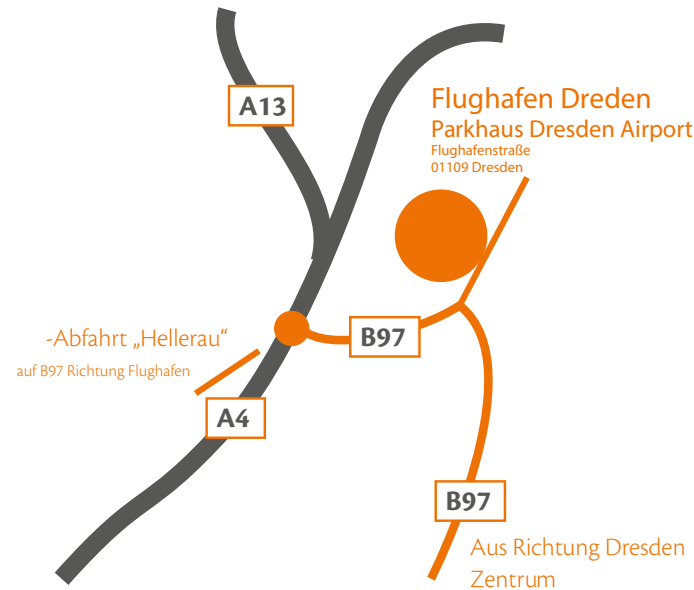 A13
Flughafen Dreden
Parkhaus Dresden Airport
Flughafenstraße
01109 Dresden
-Abfahrt „Hellerau“
auf B97 Richtung Flughafen
B97
A4
B97
Aus Richtung Dresden
Zentrum